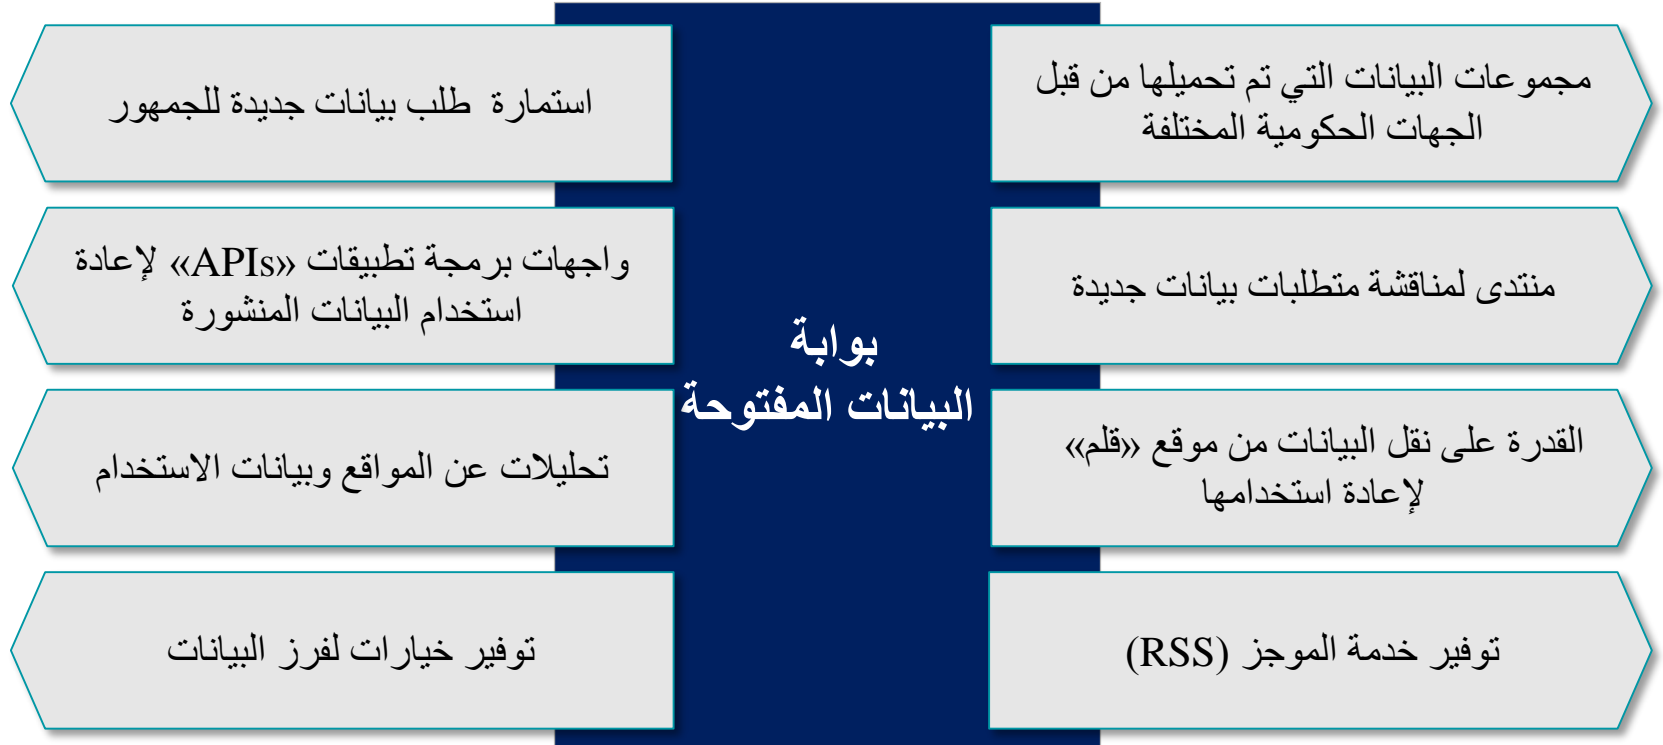 مجموعات البيانات التي تم تحميلها من قبل
الجهات الحكومية المختلفة
منتدى لمناقشة متطلبات بيانات جديدة
القدرة على نقل البيانات من موقع «قلم»
لإعادة استخدامها
توفير خدمة الموجز (RSS)
بوابة
البيانات المفتوحة
استمارة طلب بيانات جديدة للجمهور
واجهات برمجة تطبيقات «APIs» لإعادة
استخدام البيانات المنشورة
تحليلات عن المواقع وبيانات الاستخدام
توفير خيارات لفرز البيانات